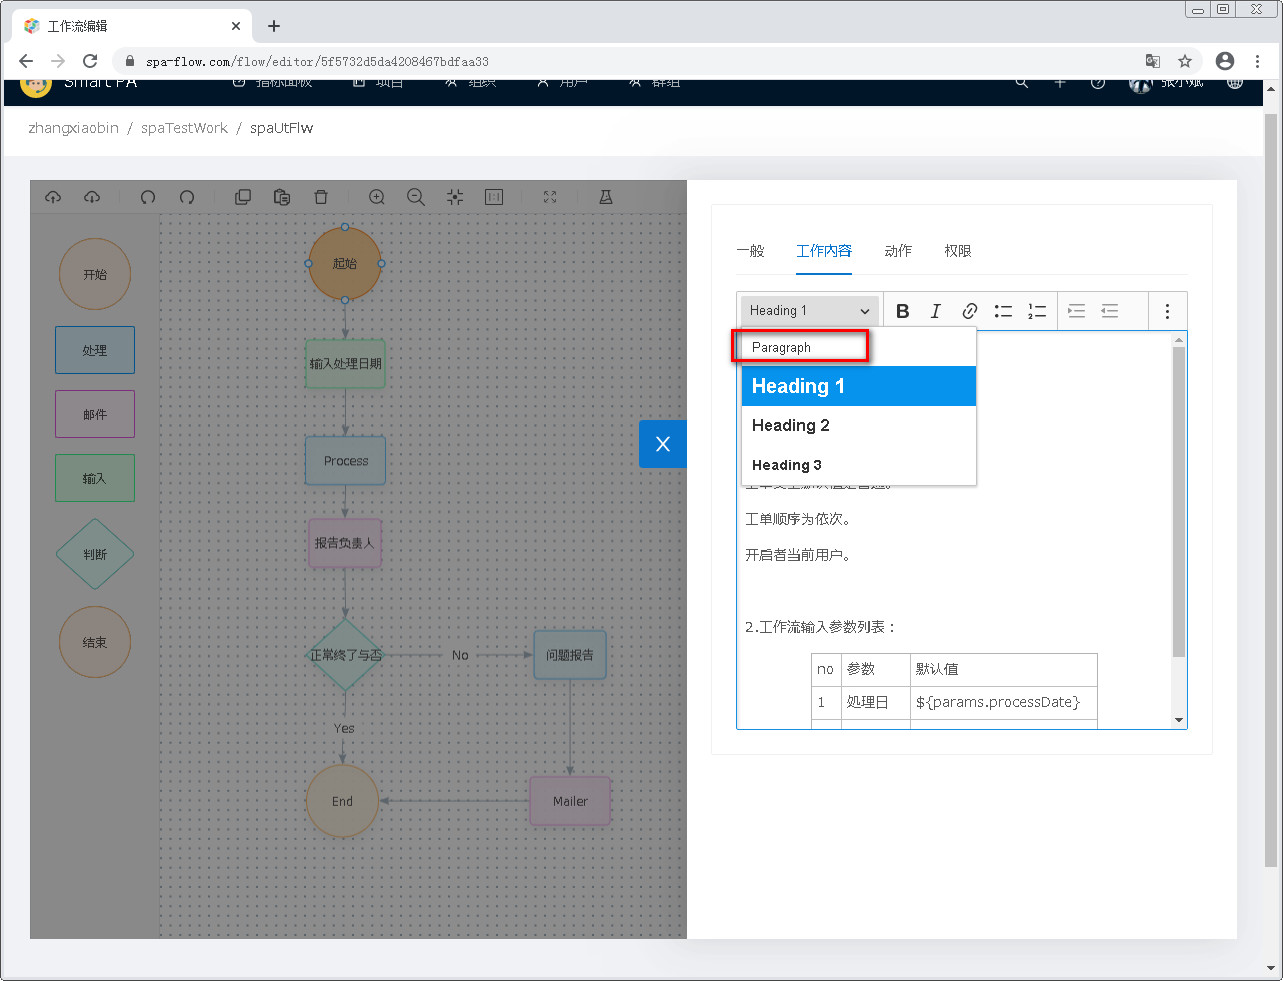 工作流编辑
spa-flow.com/flow/editor/5f5732d5da4208467bdfaa33
Smart PA
指标面板
项目
组织
用户
群组
zhangxiaobin / spaTestWork / spaUtFlw
1:1
开始
处理
邮件
输入
判断
结束
起始
输入处理日期
Process
报告负责人
正常终了与否
No
问题报告
Yes
End
Mailer
X
一般
工作内容
动作
权限
Heading 1
B I
Paragraph
Heading 1
Heading 2
Heading 3
工单顺序为依次。
开启者当前用户。
2.工作流输入参数列表：
no 参数 默认值
1 处理日 ${params.processDate}